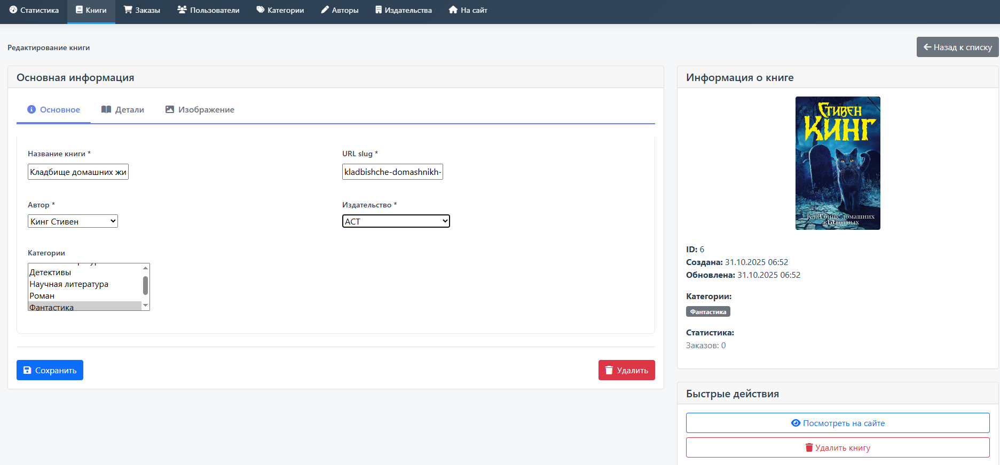 Статистика Книги Заказы Пользователи Категории Авторы Издательства На сайт
Редактирование книги
Назад к списку
Основная информация
Основное Детали Изображение
Название книги * URL slug *
Кладбище домашних жи kladbishche-domashnikh-
Автор * Издательство *
Кинг Стивен АСТ
Категории
Детективы
Научная литература
Роман
Фантастика
Сохранить Удалить
Информация о книге
СТИВЕН
КИНГ
КлаТбище домашних
жЫвотных
ID: 6
Создана: 31.10.2025 06:52
Обновлена: 31.10.2025 06:52
Категории:
Фантастика
Статистика:
Заказов: 0
Быстрые действия
Посмотреть на сайте
Удалить книгу